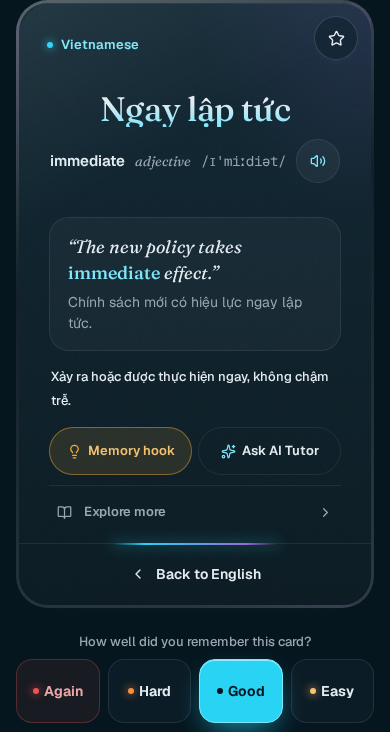 Vietnamese
Ngay lập tức
immediate adjective /ɪˈmiːdiət/
“The new policy takes
immediate effect.”
Chính sách mới có hiệu lực ngay lập
tức.
Xảy ra hoặc được thực hiện ngay, không chậm
trễ.
Memory hook Ask AI Tutor
Explore more
Back to English
How well did you remember this card?
Again Hard Good Easy